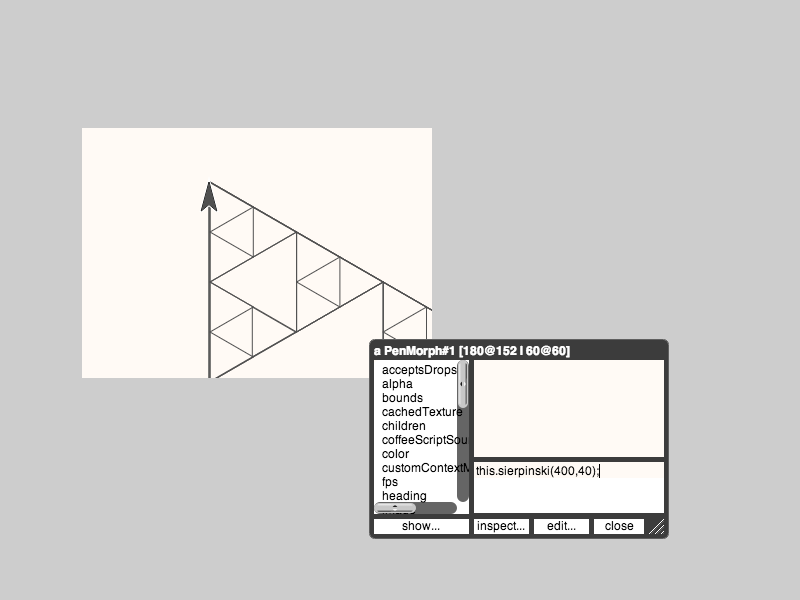 a PenMorph#1 [180@152 | 60@60]
acceptsDrops
alpha
bounds
cachedTexture
children
coffeeScriptSou
color
customContextM
fps
heading
this.sierpinski(400,40);
show...
inspect...
edit...
close